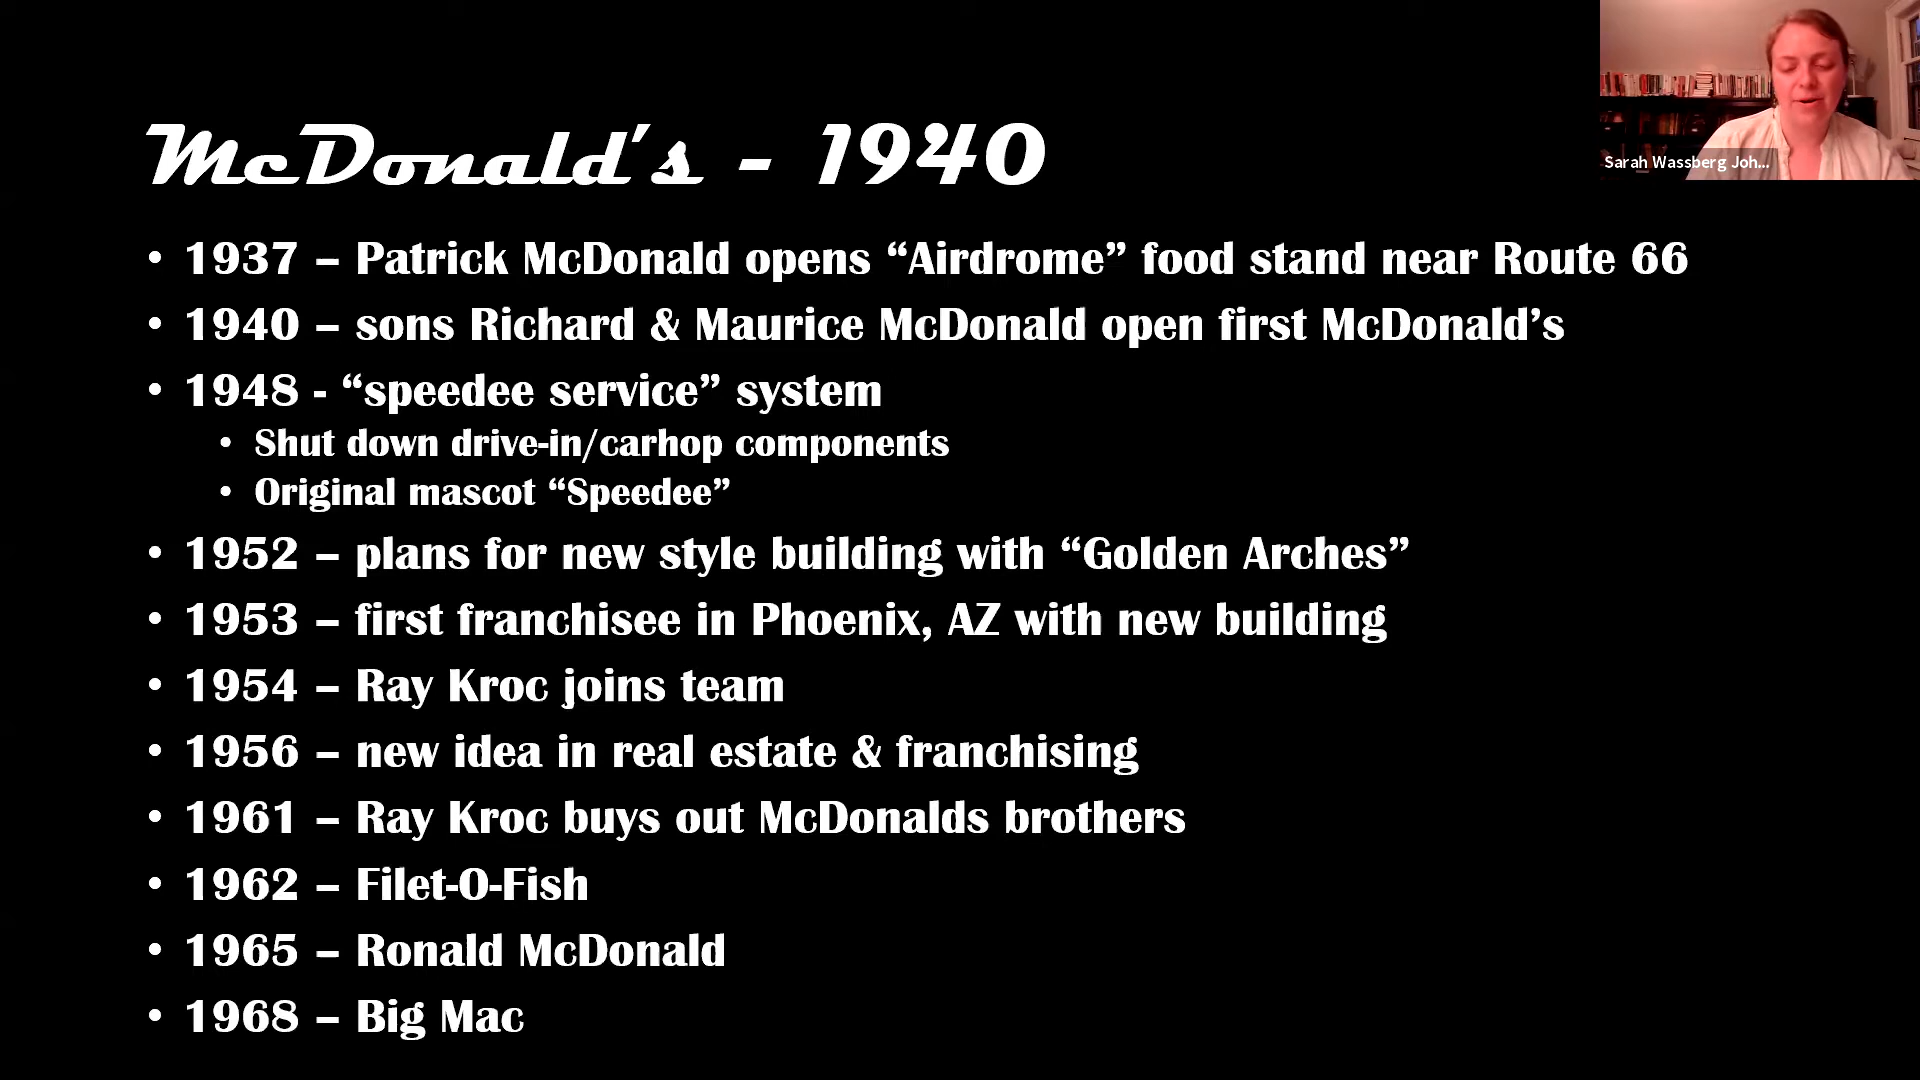 McDonald's - 1940
Sarah Wassberg Joh...
• 1937 – Patrick McDonald opens “Airdrome” food stand near Route 66
• 1940 – sons Richard & Maurice McDonald open first McDonald’s
• 1948 - “speedee service” system
• Shut down drive-in/carhop components
• Original mascot “Speedee”
• 1952 – plans for new style building with “Golden Arches”
• 1953 – first franchisee in Phoenix, AZ with new building
• 1954 – Ray Kroc joins team
• 1956 – new idea in real estate & franchising
• 1961 – Ray Kroc buys out McDonalds brothers
• 1962 – Filet-O-Fish
• 1965 – Ronald McDonald
• 1968 – Big Mac